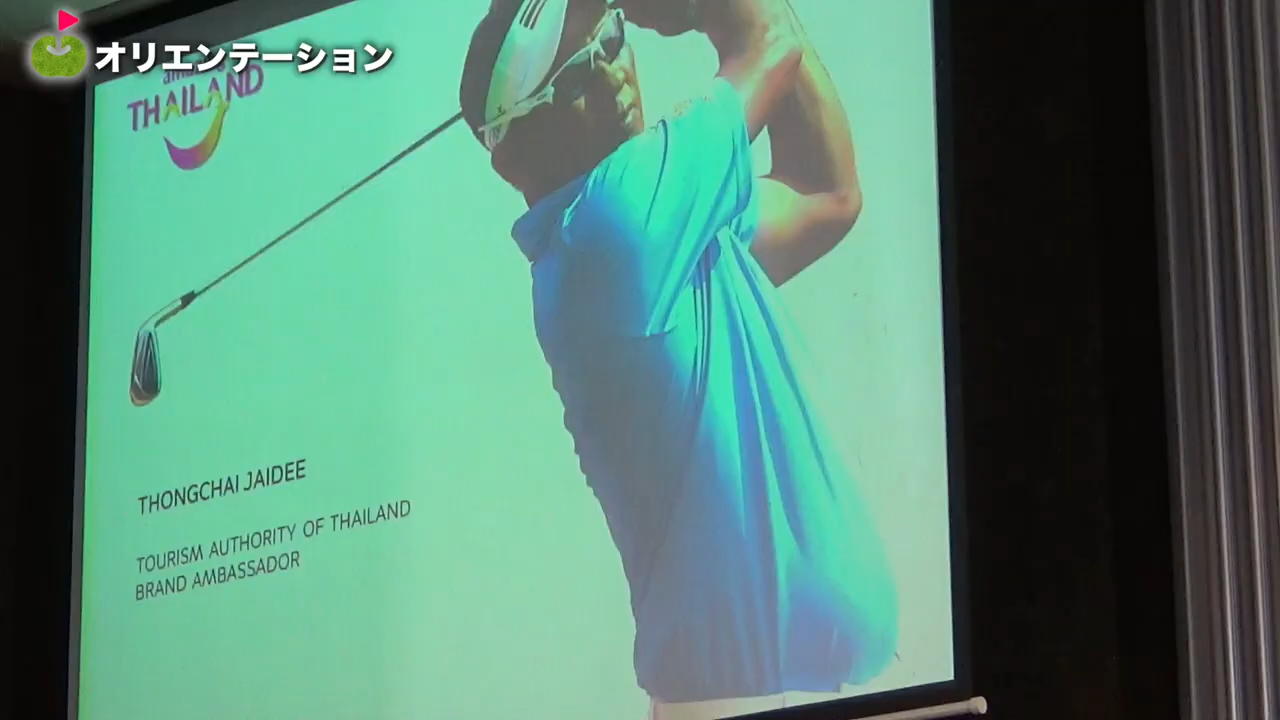 オリエンテーション
THAILAND
THONGCHAI JAIDEE
TOURISM AUTHORITY OF THAILAND
BRAND AMBASSADOR